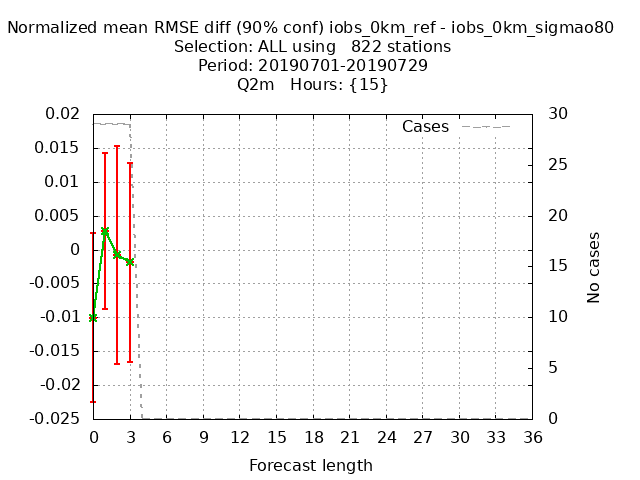 Normalized mean RMSE diff (90% conf) iobs_0km_ref - iobs_0km_sigmao80
Selection: ALL using   822 stations
Period: 20190701-20190729
Q2m   Hours: {15}
0.02
0.015
0.01
0.005
0
-0.005
-0.01
-0.015
-0.02
-0.025
Cases
30
25
20
15
10
5
0
No cases
0 3 6 9 12 15 18 21 24 27 30 33 36
Forecast length